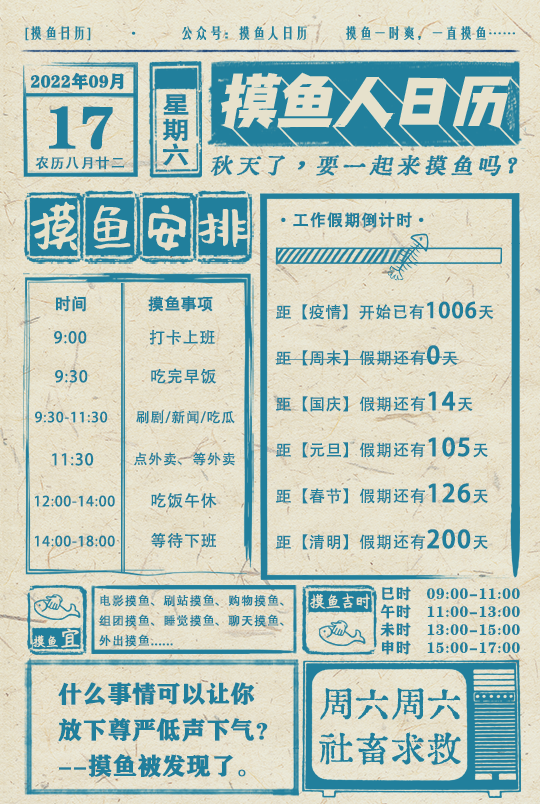 [摸鱼日历] · 公众号：摸鱼人日历 摸鱼一时爽，一直摸鱼……
2022年09月
17
农历八月廿二
星期六
摸鱼人日历
秋天了，要一起来摸鱼吗？
摸鱼安排
时间 摸鱼事项
9:00 打卡上班
9:30 吃完早饭
9:30-11:30 刷剧/新闻/吃瓜
11:30 点外卖、等外卖
12:00-14:00 吃饭午休
14:00-18:00 等待下班
·工作假期倒计时·
距【疫情】开始已有1006天
距【周末】假期还有0天
距【国庆】假期还有14天
距【元旦】假期还有105天
距【春节】假期还有126天
距【清明】假期还有200天
摸鱼宜
电影摸鱼、刷站摸鱼、购物摸鱼、
组团摸鱼、睡觉摸鱼、聊天摸鱼、
外出摸鱼……
摸鱼吉时
巳时 09:00-11:00
午时 11:00-13:00
未时 13:00-15:00
申时 15:00-17:00
什么事情可以让你
放下尊严低声下气？
--摸鱼被发现了。
周六周六
社畜求救